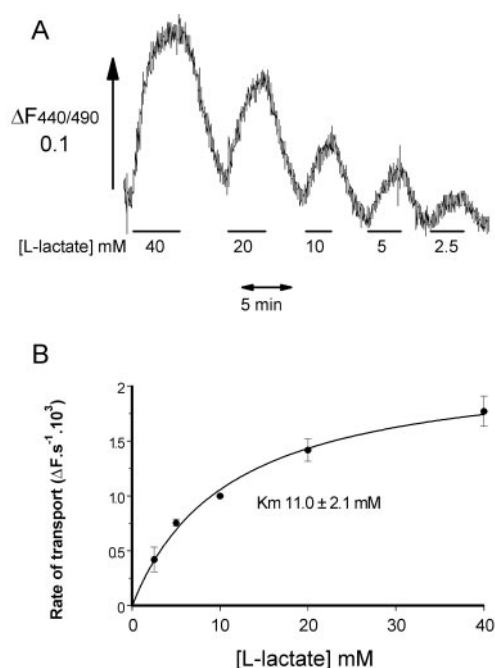 A
ΔF440/490
0.1
[L-lactate] mM 40 20 10 5 2.5
5 min
B
Rate of transport (ΔF.s⁻¹.10³)
2
1.5
1.0
0.5
0
Km 11.0 ± 2.1 mM
0 10 20 30 40
[L-lactate] mM